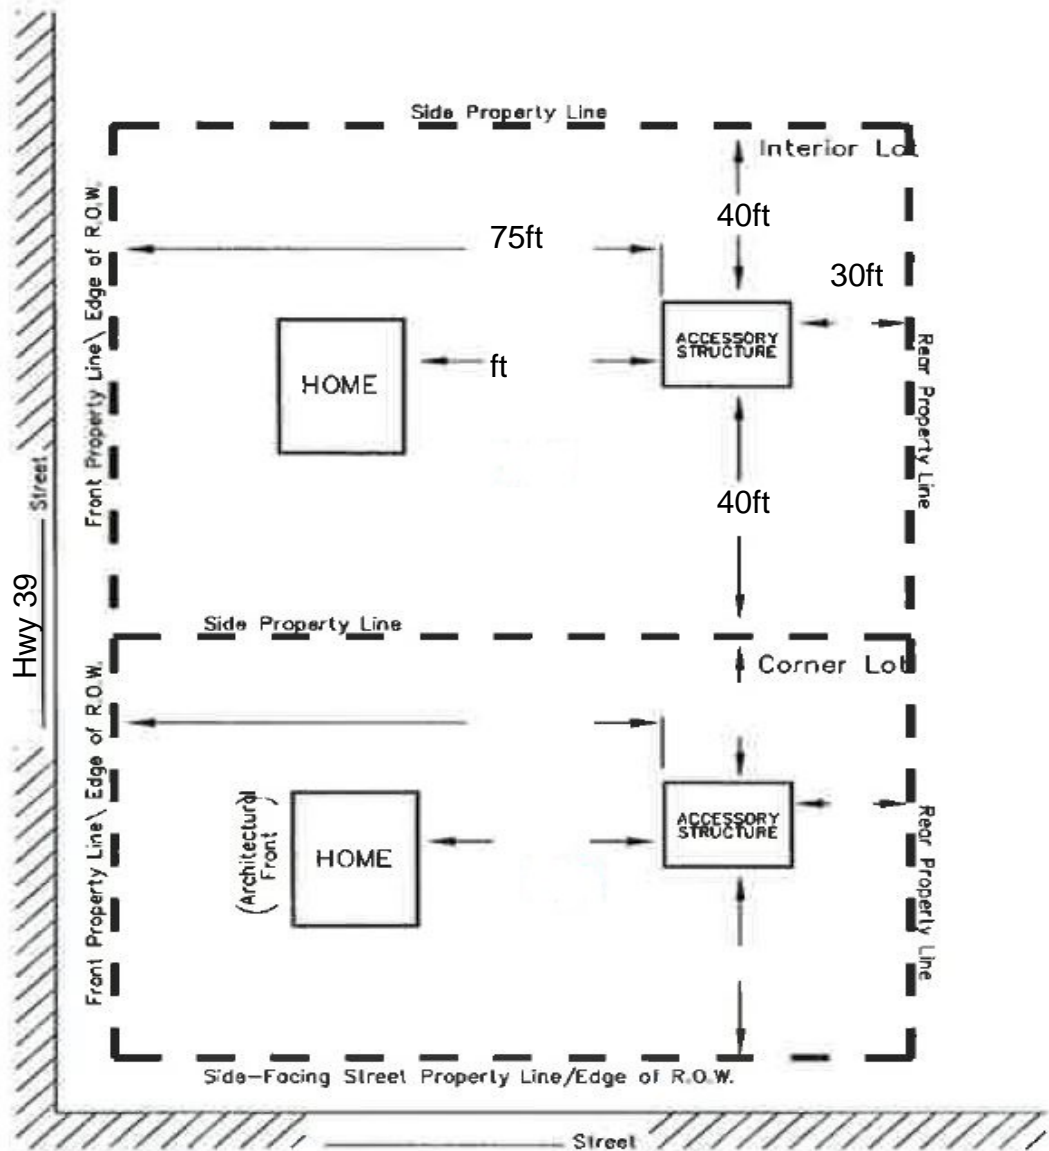 Side Property Line
Interior Lot
Front Property Line\ Edge of R.O.W.
75ft
40ft
30ft
ACCESSORY
STRUCTURE
HOME
ft
Rear Property Line
40ft
Street
Hwy 39
Side Property Line
Corner Lot
Front Property Line\ Edge of R.O.W.
(Architectural
Front)
HOME
ACCESSORY
STRUCTURE
Rear Property Line
Side-Facing Street Property Line/Edge of R.O.W.
Street